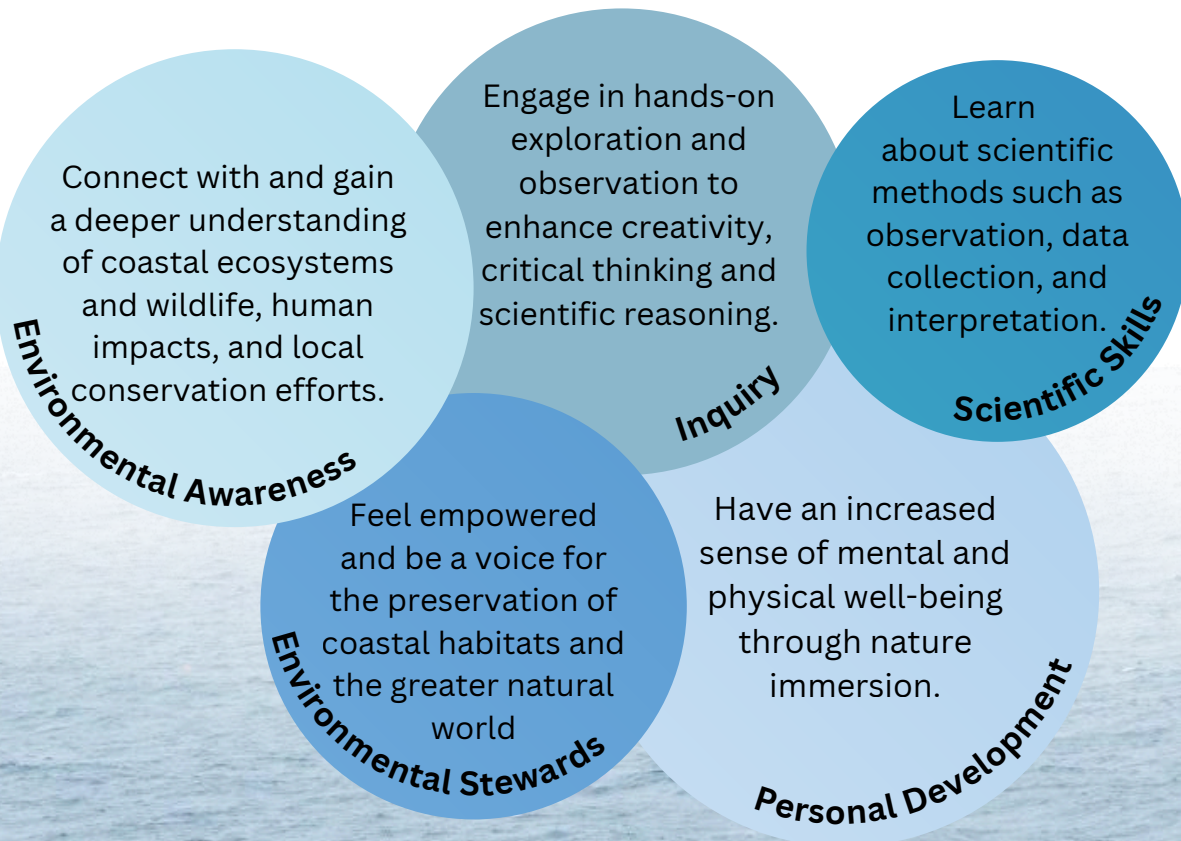 Connect with and gain
a deeper understanding
of coastal ecosystems
and wildlife, human
impacts, and local
conservation efforts.
Environmental Awareness
Engage in hands-on
exploration and
observation to
enhance creativity,
critical thinking and
scientific reasoning.
Inquiry
Learn
about scientific
methods such as
observation, data
collection, and
interpretation.
Scientific Skills
Feel empowered
and be a voice for
the preservation of
coastal habitats and
the greater natural
world
Environmental Stewards
Have an increased
sense of mental and
physical well-being
through nature
immersion.
Personal Development